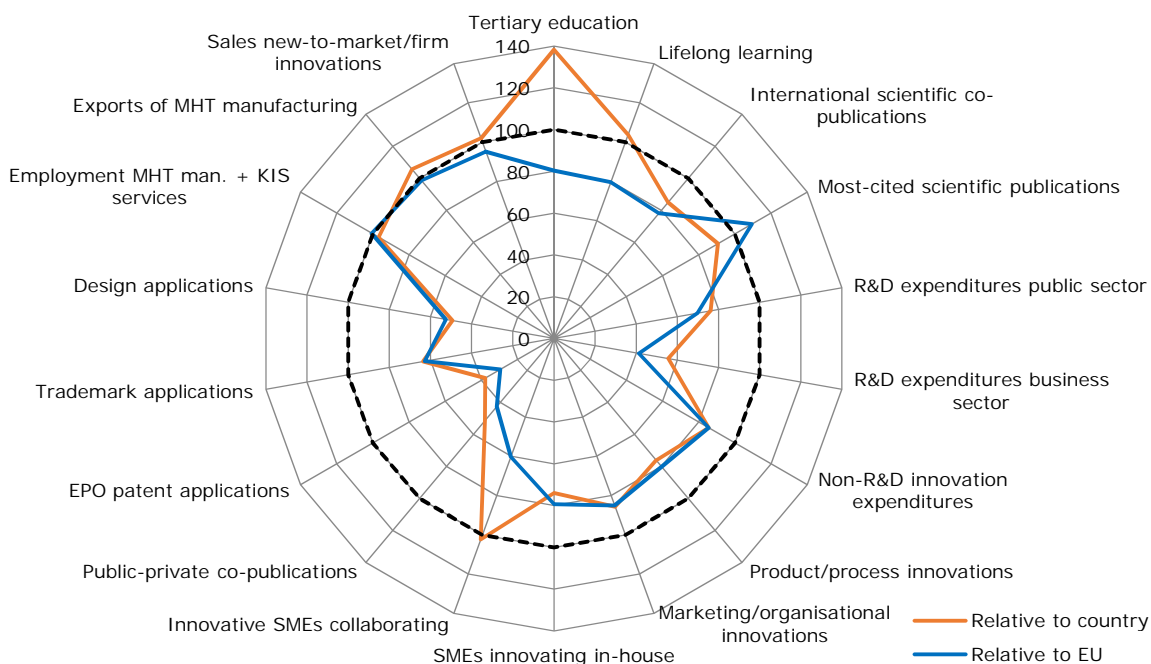 Tertiary education
Sales new-to-market/firm
innovations
Lifelong learning
Exports of MHT manufacturing
International scientific co-
publications
Employment MHT man. + KIS
services
Most-cited scientific publications
Design applications
R&D expenditures public sector
Trademark applications
R&D expenditures business
sector
EPO patent applications
Non-R&D innovation
expenditures
Public-private co-publications
Product/process innovations
Innovative SMEs collaborating
Marketing/organisational
innovations
SMEs innovating in-house
140
120
100
80
60
40
20
0
Relative to country
Relative to EU